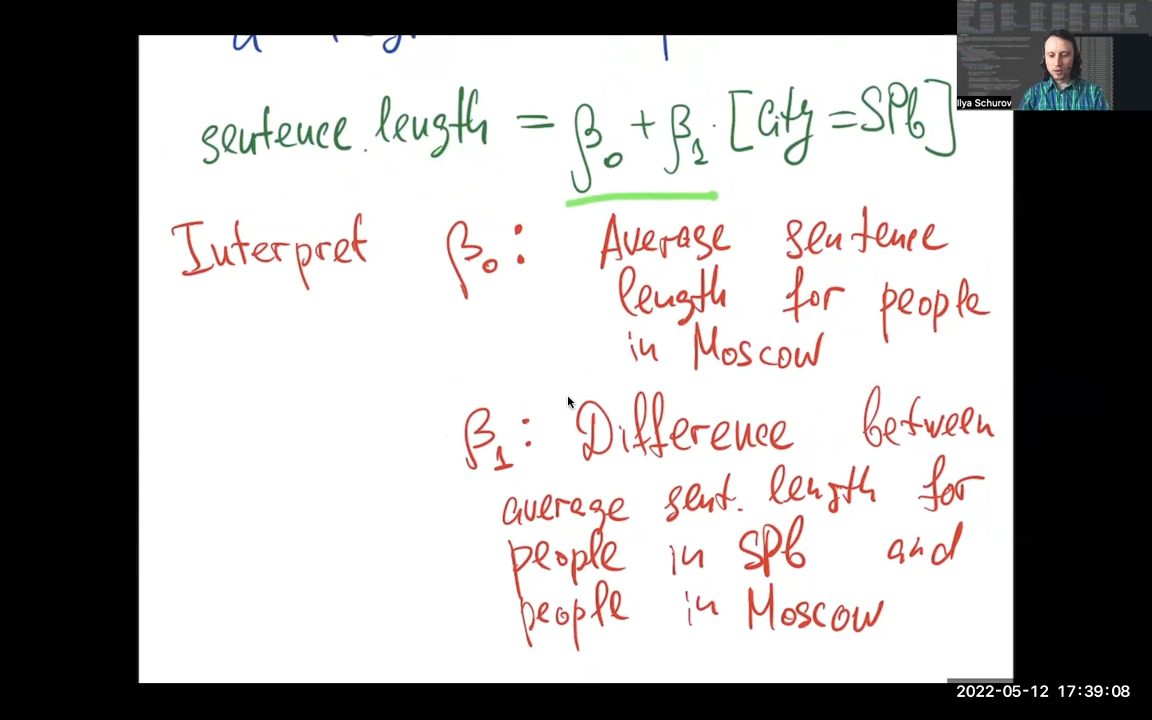 sentence.length = β₀ + β₁ · [City = SPb]
Interpret β₀: Average sentence
length for people
in Moscow
β₁: Difference between
average sent. length for
people in SPb and
people in Moscow
Ilya Schurov
2022-05-12 17:39:08